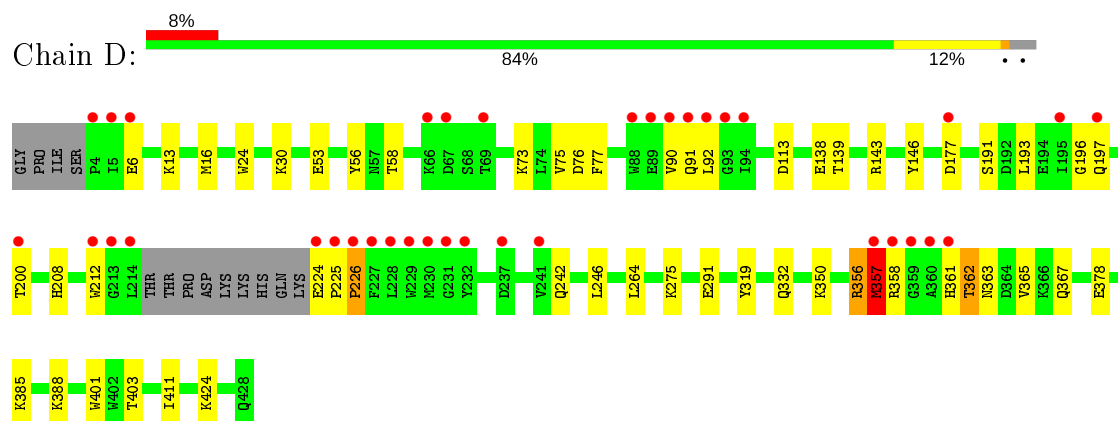 8%
Chain D:
84% 12% • •
GLY PRO ILE SER P4 I5 E6 K13 M16 W24 K30 E53 Y56 N57 T58 K66 D67 S68 T69 K73 L74 V75 D76 F77 W88 E89 V90 Q91 L92 G93 I94 D113 E138 T139 R143 Y146 D177 S191 D192 L193 E194 I195 G196 Q197
T200 H208 W212 G213 L214 THR THR PRO ASP LYS LYS HIS GLN LYS E224 P225 P226 F227 L228 W229 M230 G231 Y232 D237 V241 Q242 L246 L264 K275 E291 Y319 Q332 K350 R356 M357 R358 G359 A360 H361 T362 N363 D364 V365 K366 Q367 E378
K385 K388 W401 W402 T403 I411 K424 Q428